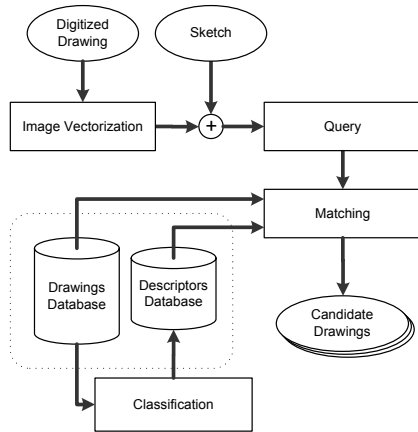 Digitized
Drawing
Sketch
Image Vectorization
+
Query
Matching
Drawings
Database
Descriptors
Database
Candidate
Drawings
Classification